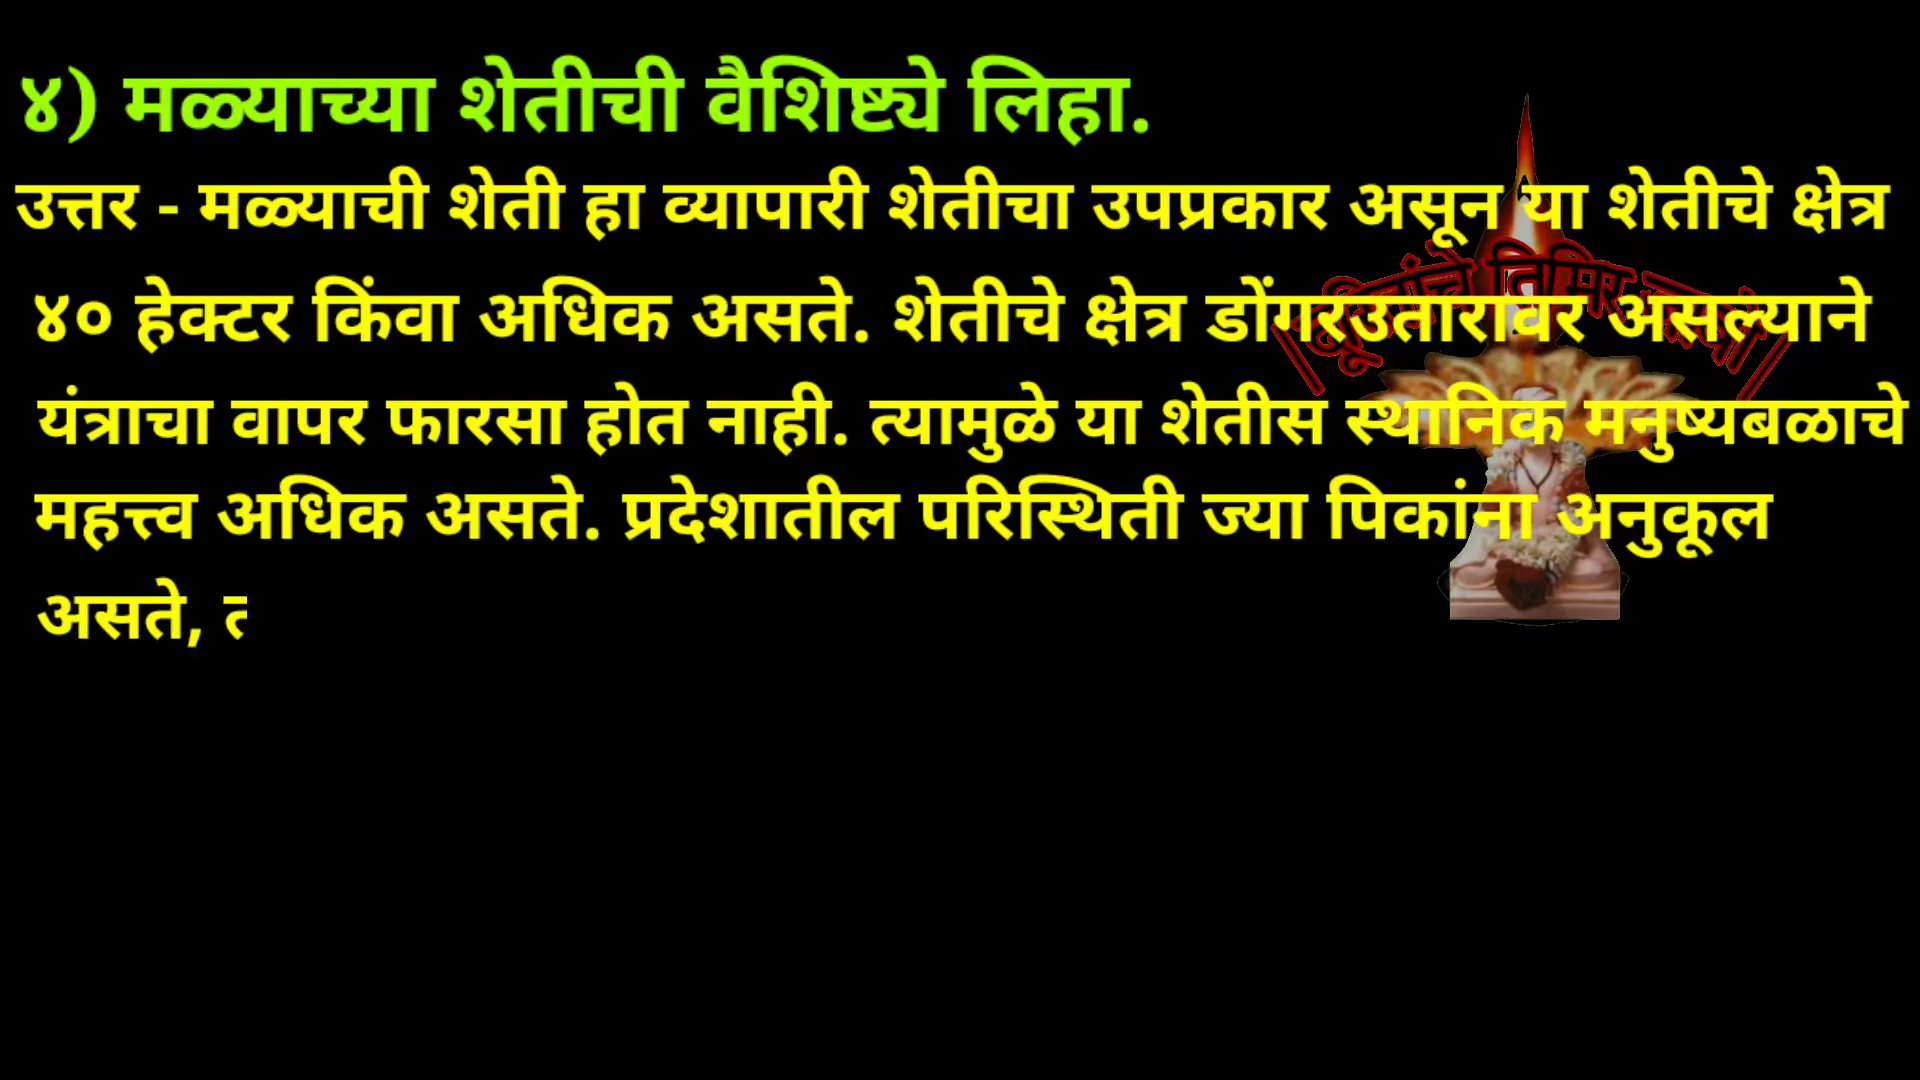 ४) मळ्याच्या शेतीची वैशिष्ट्ये लिहा.
उत्तर - मळ्याची शेती हा व्यापारी शेतीचा उपप्रकार असून या शेतीचे क्षेत्र
४० हेक्टर किंवा अधिक असते. शेतीचे क्षेत्र डोंगरउतारावर असल्याने
यंत्राचा वापर फारसा होत नाही. त्यामुळे या शेतीस स्थानिक मनुष्यबळाचे
महत्त्व अधिक असते. प्रदेशातील परिस्थिती ज्या पिकांना अनुकूल
असते,